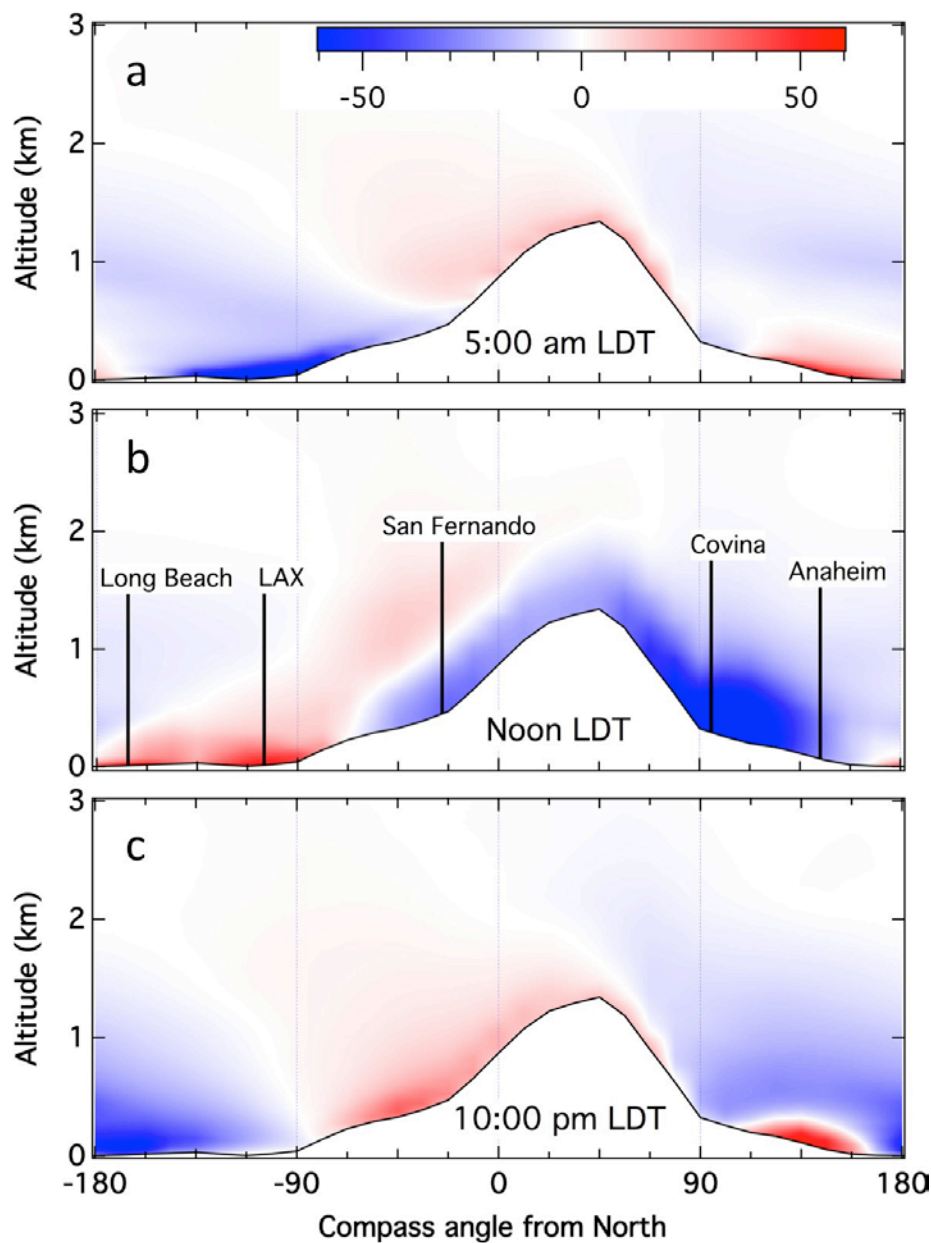 3
a
-50
0
50
2
Altitude (km)
1
5:00 am LDT
0
3
b
San Fernando
2
Covina
Long Beach
LAX
Anaheim
Altitude (km)
1
Noon LDT
0
3
c
2
Altitude (km)
1
10:00 pm LDT
0
-180
-90
0
90
180
Compass angle from North